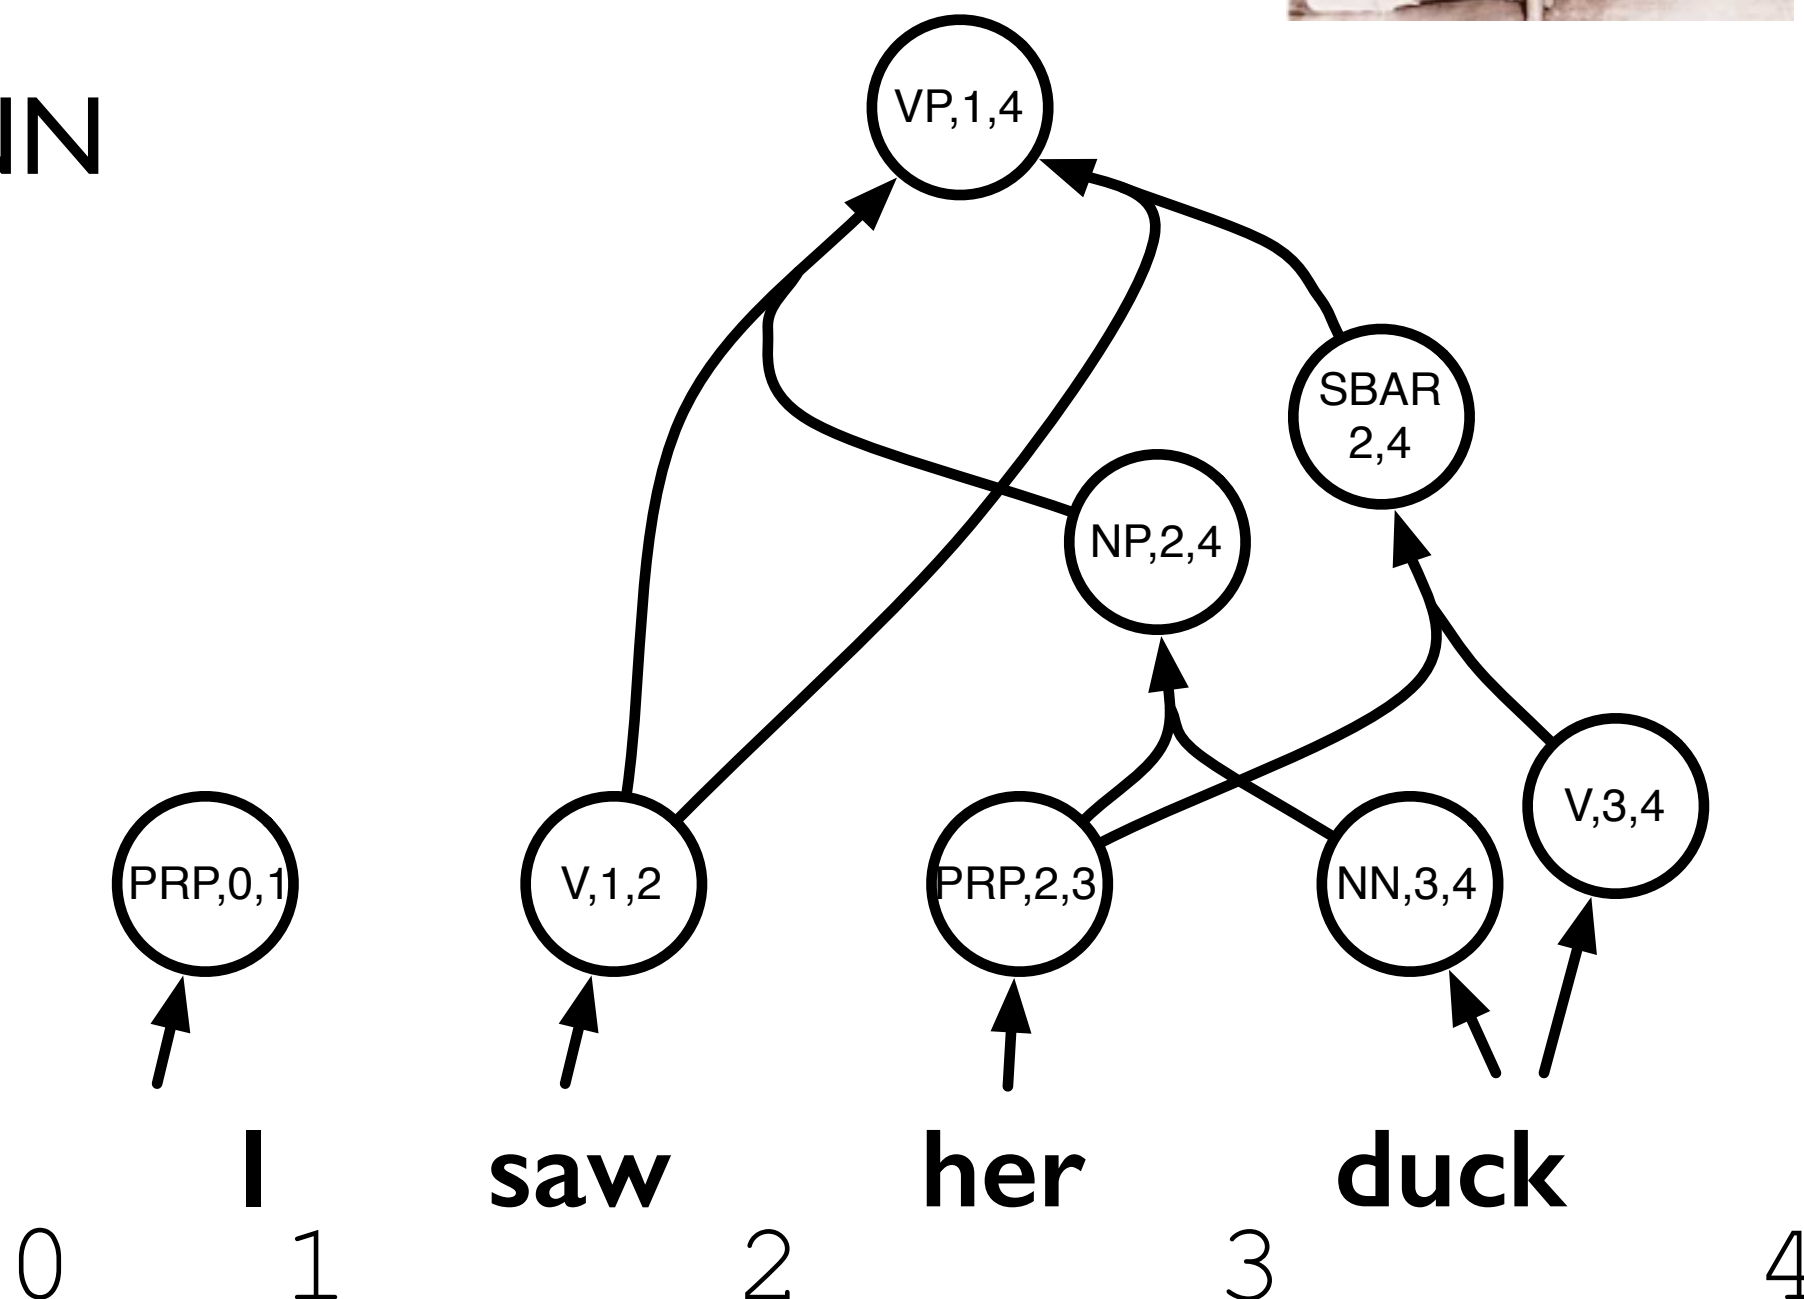 NN
VP,1,4
SBAR
2,4
NP,2,4
V,3,4
PRP,0,1
V,1,2
PRP,2,3
NN,3,4
I saw her duck
0 1 2 3 4